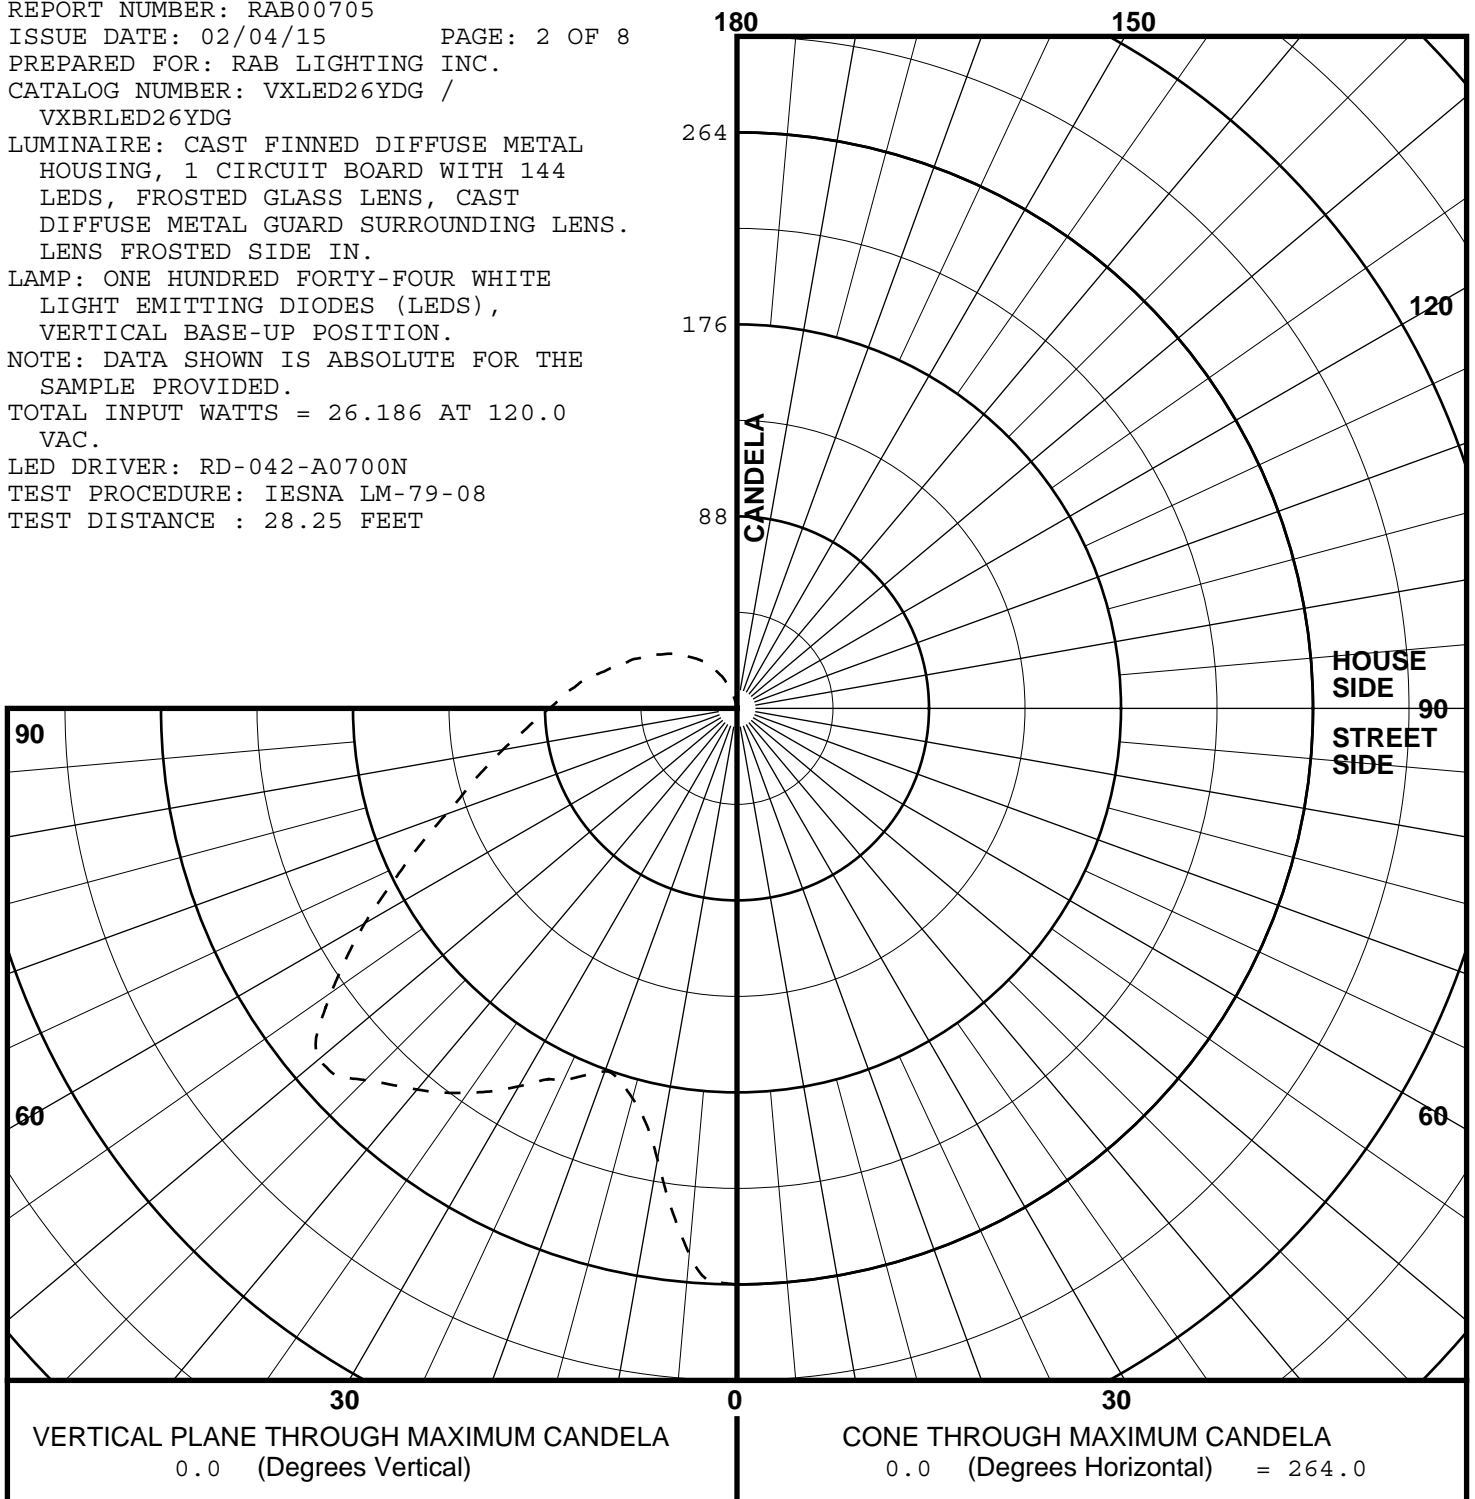 REPORT NUMBER: RAB00705
ISSUE DATE: 02/04/15 PAGE: 2 OF 8
PREPARED FOR: RAB LIGHTING INC.
CATALOG NUMBER: VXLED26YDG /
VXBRLED26YDG
LUMINAIRE: CAST FINNED DIFFUSE METAL
HOUSING, 1 CIRCUIT BOARD WITH 144
LEDS, FROSTED GLASS LENS, CAST
DIFFUSE METAL GUARD SURROUNDING LENS.
LENS FROSTED SIDE IN.
LAMP: ONE HUNDRED FORTY-FOUR WHITE
LIGHT EMITTING DIODES (LEDS),
VERTICAL BASE-UP POSITION.
NOTE: DATA SHOWN IS ABSOLUTE FOR THE
SAMPLE PROVIDED.
TOTAL INPUT WATTS = 26.186 AT 120.0
VAC.
LED DRIVER: RD-042-A0700N
TEST PROCEDURE: IESNA LM-79-08
TEST DISTANCE : 28.25 FEET
180
150
264
120
176
CANDELA
88
HOUSE
SIDE
90
90
STREET
SIDE
60
60
30
0
30
VERTICAL PLANE THROUGH MAXIMUM CANDELA
0.0 (Degrees Vertical)
CONE THROUGH MAXIMUM CANDELA
0.0 (Degrees Horizontal) = 264.0